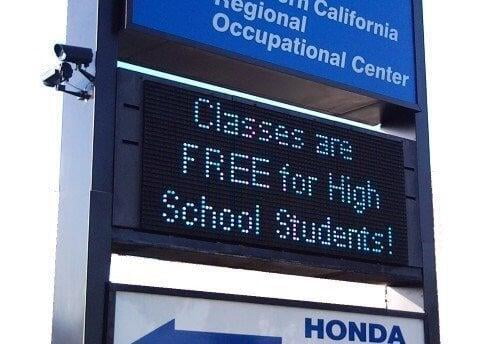 California
Regional
Occupational Center
Classes are
FREE for High
School Students!
HONDA